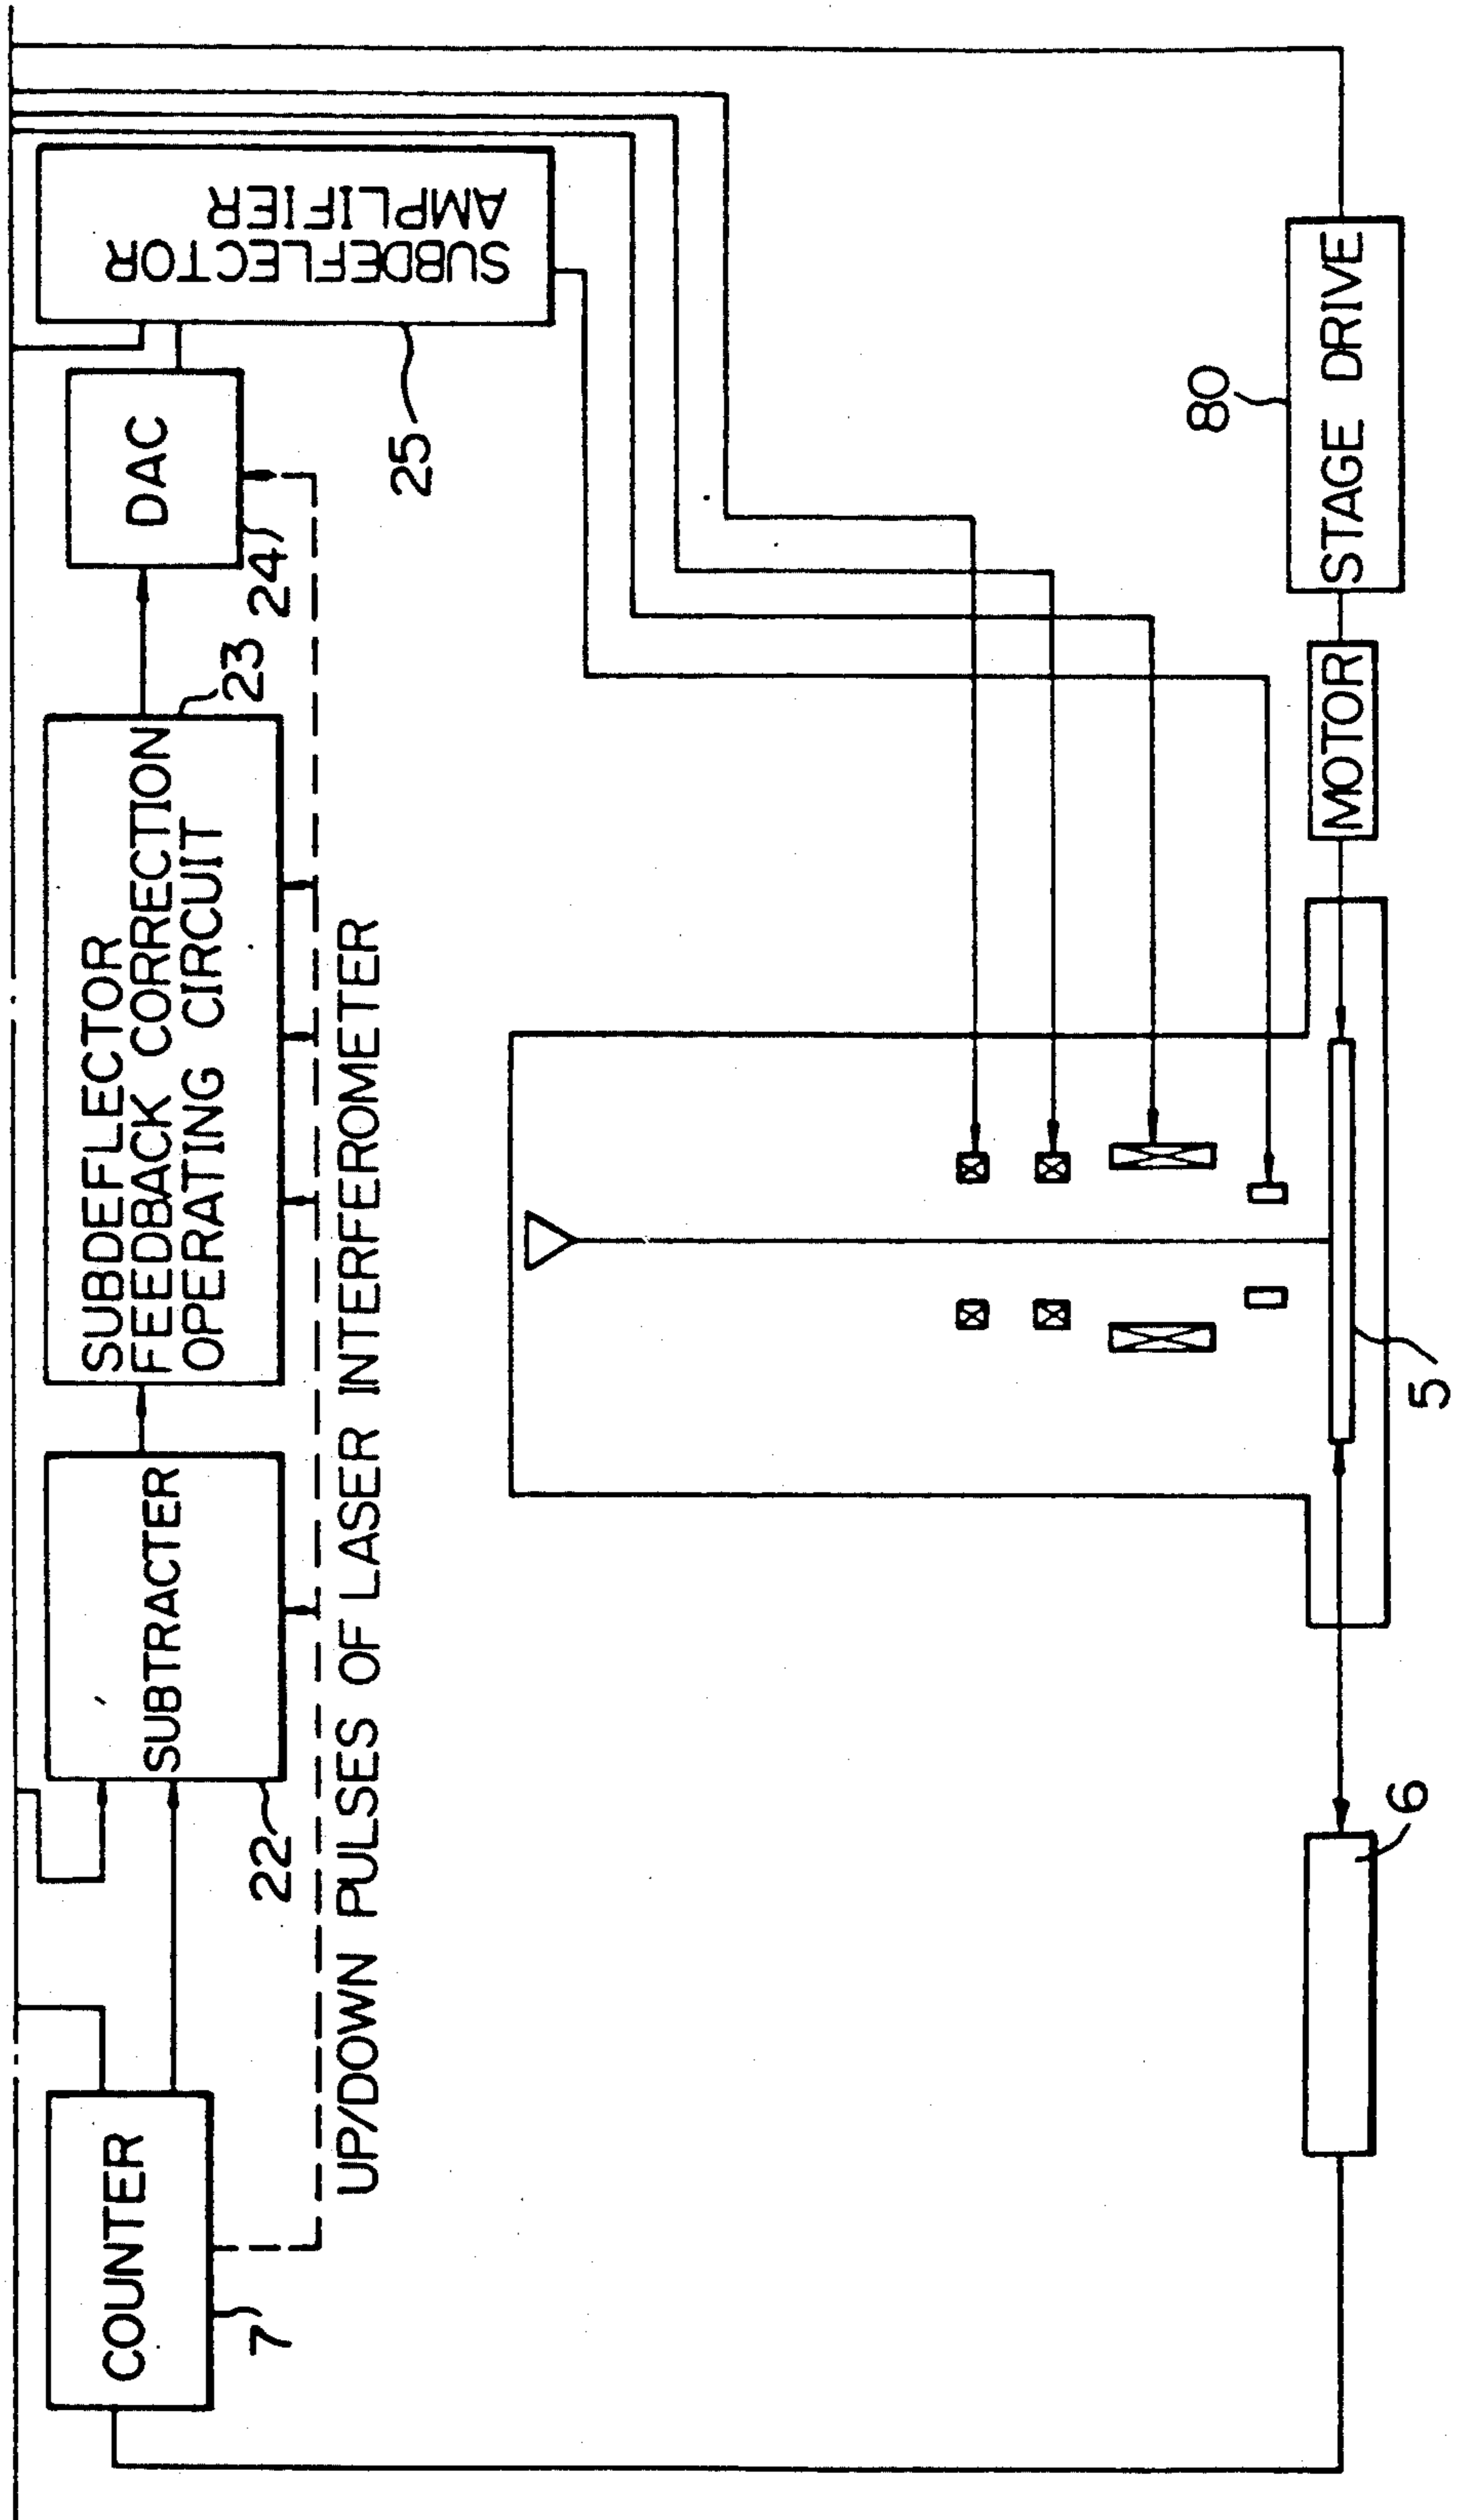 COUNTER
7
SUBTRACTER
22
SUBDEFLECTOR
FEEDBACK CORRECTION
OPERATING CIRCUIT
23
DAC
24
SUBDEFLECTOR
AMPLIFIER
25
UP/DOWN PULSES OF LASER INTERFEROMETER
6
5
MOTOR
STAGE DRIVE
80